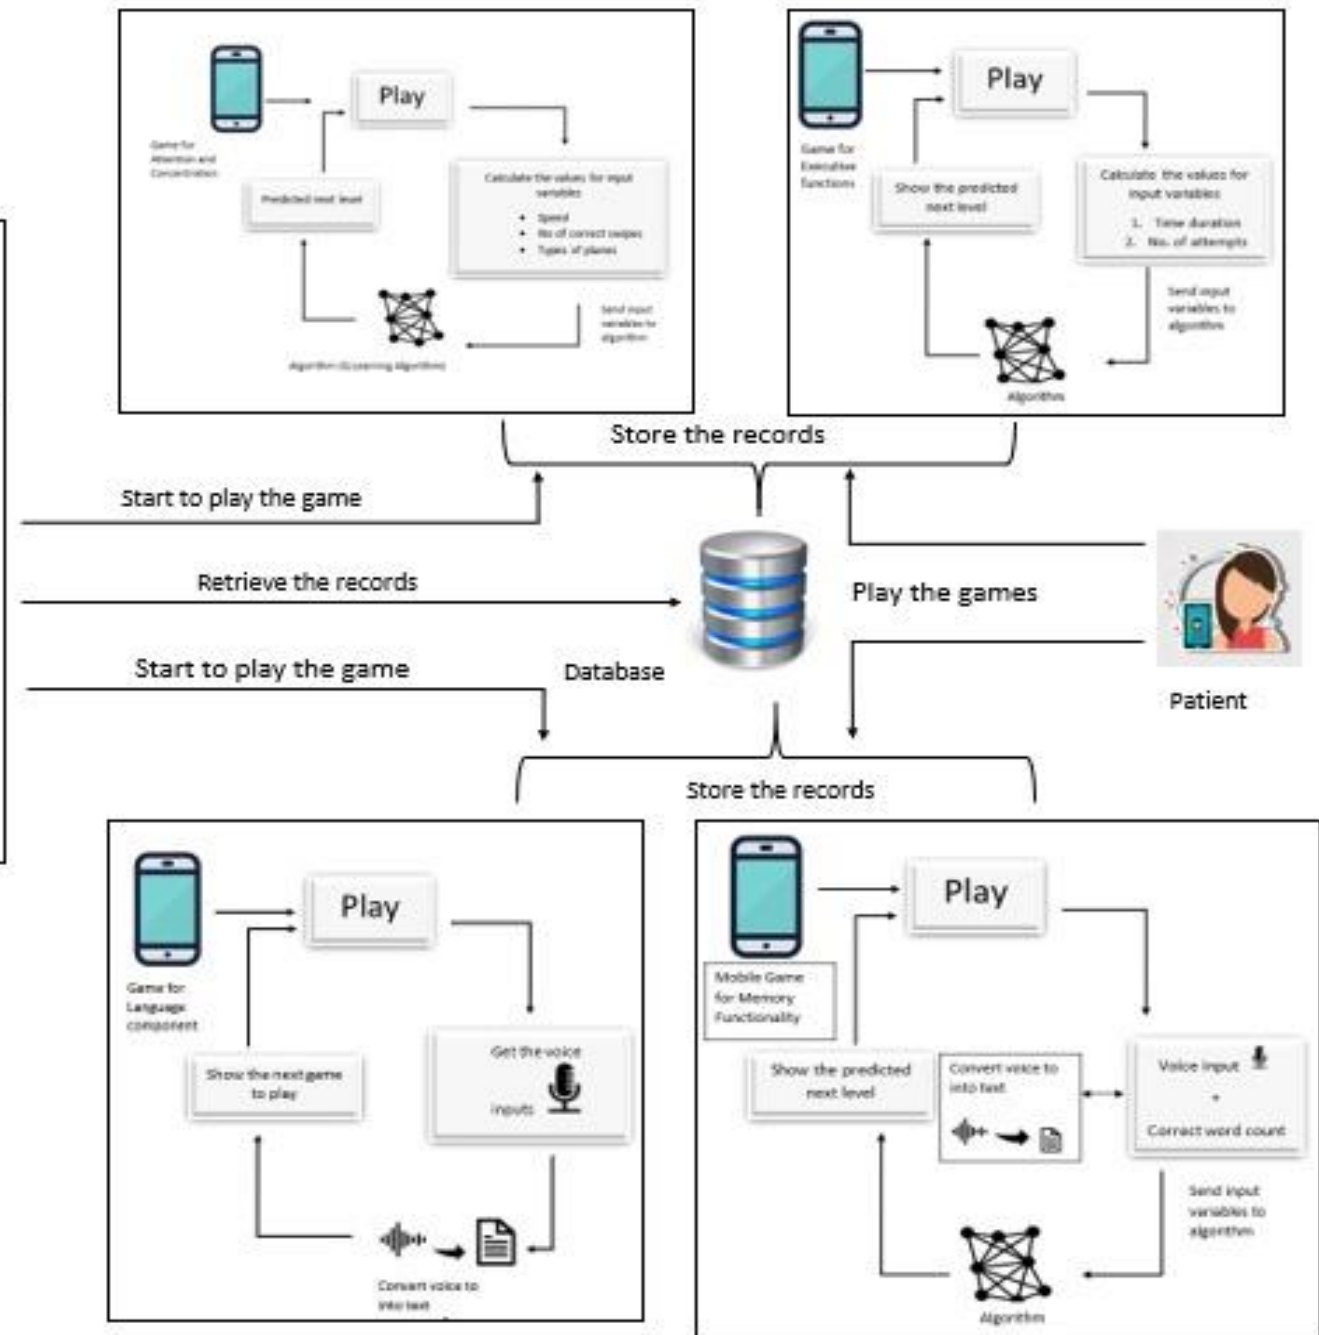 Play
Game for
Attention and
Concentration
Predicted next level
Calculate the values for input
variables
• Speed
• No of correct swipes
• Types of planes
Send input
variables to
algorithm
Play
Game for
Executive
functions
Show the predicted
next level
Calculate the values for
input variables
1. Time duration
2. No. of attempts
Send input
variables to
algorithm
Algorithm
Store the records
Start to play the game
Retrieve the records
Start to play the game
Database
Play the games
Patient
Store the records
Play
Game for
Language
component
Show the next game
to play
Get the voice
inputs
Convert voice to
into text
Play
Mobile Game
for Memory
Functionality
Show the predicted
next level
Convert voice to
into text
Voice input
+
Correct word count
Send input
variables to
algorithm
Algorithm